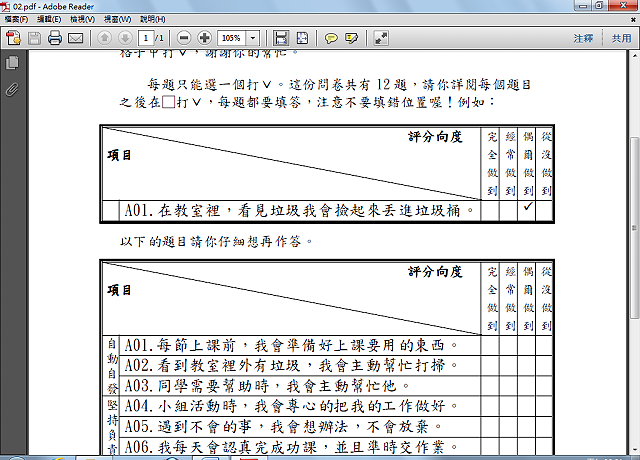 02.pdf - Adobe Reader
檔案(F) 編輯(E) 檢視(V) 視窗(W) 說明(H)
1 / 1 105% 注釋 共用
格子中打ˇ,謝謝你的幫忙。
每題只能選一個打ˇ。這份問卷共有 12 題,請你詳閱每個題目
之後在□打ˇ,每題都要填答,注意不要填錯位置喔!例如:
評分向度
項目
完全做到
經常做到
偶爾做到
從沒做到
A01.在教室裡,看見垃圾我會撿起來丟進垃圾桶。 ✓
以下的題目請你仔細想再作答。
評分向度
項目
完全做到
經常做到
偶爾做到
從沒做到
自動自發
A01.每節上課前,我會準備好上課要用的東西。
A02.看到教室裡外有垃圾,我會主動幫忙打掃。
A03.同學需要幫助時,我會主動幫忙他。
堅持負責
A04.小組活動時,我會專心的把我的工作做好。
A05.遇到不會的事,我會想辦法,不會放棄。
A06.我每天會認真完成功課,並且準時交作業。